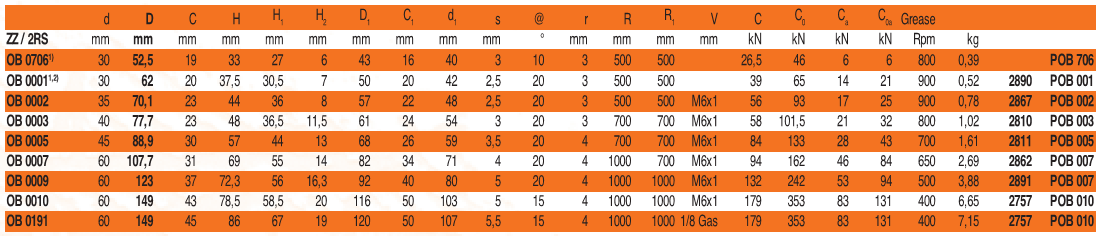 d D C H H1 H2 D1 C1 d1 s @ r R R1 V C C0 Ca C0a Grease
ZZ / 2RS mm mm mm mm mm mm mm mm mm mm ° mm mm mm mm kN kN kN kN Rpm kg
OB 0706¹⁾ 30 52,5 19 33 27 6 43 16 40 3 10 3 500 500 26,5 46 6 6 800 0,39 POB 706
OB 0001¹,²⁾ 30 62 20 37,5 30,5 7 50 20 42 2,5 20 3 500 500 39 65 14 21 900 0,52 2890 POB 001
OB 0002 35 70,1 23 44 36 8 57 22 48 2,5 20 3 500 500 M6x1 56 93 17 25 900 0,78 2867 POB 002
OB 0003 40 77,7 23 48 36,5 11,5 61 24 54 3 20 3 700 700 M6x1 58 101,5 21 32 800 1,02 2810 POB 003
OB 0005 45 88,9 30 57 44 13 68 26 59 3,5 20 4 700 700 M6x1 84 133 28 43 700 1,61 2811 POB 005
OB 0007 60 107,7 31 69 55 14 82 34 71 4 20 4 1000 700 M6x1 94 162 46 84 650 2,69 2862 POB 007
OB 0009 60 123 37 72,3 56 16,3 92 40 80 5 20 4 1000 1000 M6x1 132 242 53 94 500 3,88 2891 POB 007
OB 0010 60 149 43 78,5 58,5 20 116 50 103 5 15 4 1000 1000 M6x1 179 353 83 131 400 6,65 2757 POB 010
OB 0191 60 149 45 86 67 19 120 50 107 5,5 15 4 1000 1000 1/8 Gas 179 353 83 131 400 7,15 2757 POB 010